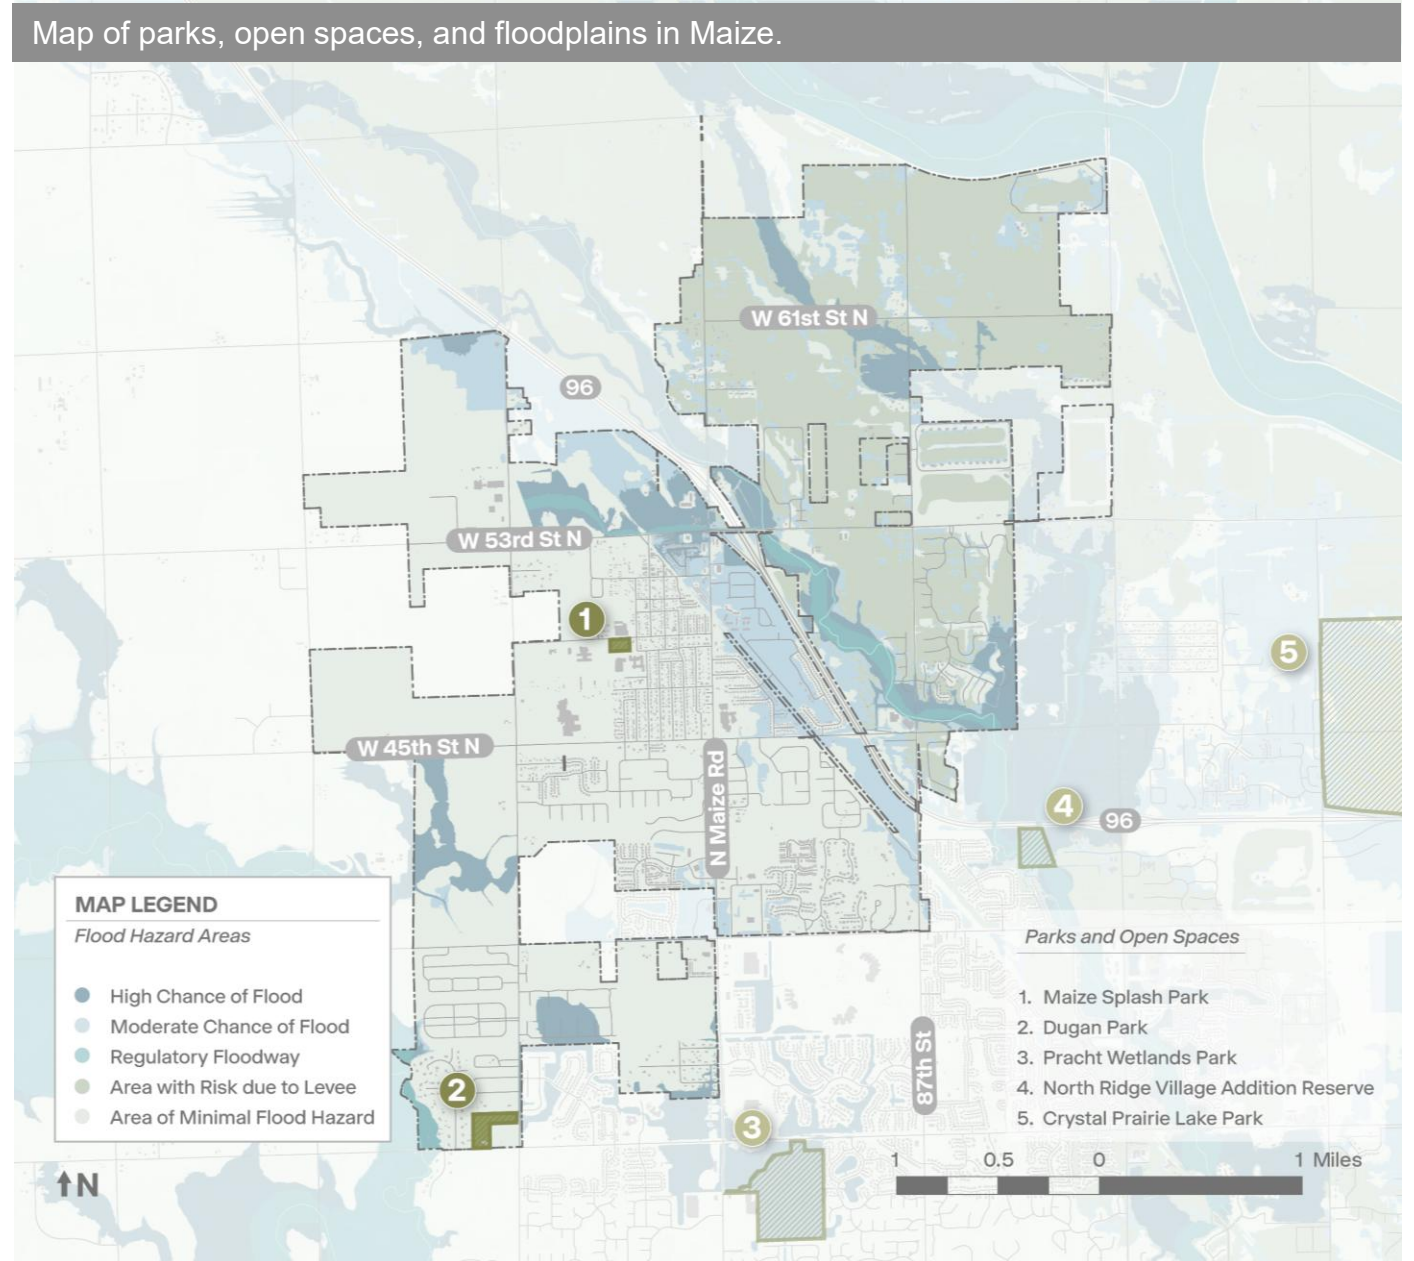 Map of parks, open spaces, and floodplains in Maize.
W 61st St N
96
W 53rd St N
1
5
W 45th St N
N Maize Rd
4
96
MAP LEGEND
Flood Hazard Areas
High Chance of Flood
Moderate Chance of Flood
Regulatory Floodway
Area with Risk due to Levee
Area of Minimal Flood Hazard
Parks and Open Spaces
1. Maize Splash Park
2. Dugan Park
3. Pracht Wetlands Park
4. North Ridge Village Addition Reserve
5. Crystal Prairie Lake Park
87th St
2
3
1 0.5 0 1 Miles
N